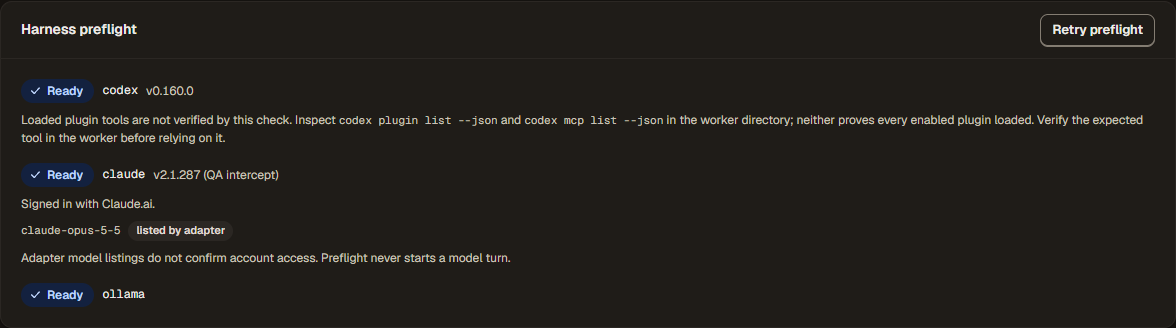 Harness preflight
Retry preflight
Ready codex v0.160.0
Loaded plugin tools are not verified by this check. Inspect codex plugin list --json and codex mcp list --json in the worker directory; neither proves every enabled plugin loaded. Verify the expected
tool in the worker before relying on it.
Ready claude v2.1.287 (QA intercept)
Signed in with Claude.ai.
claude-opus-5-5 listed by adapter
Adapter model listings do not confirm account access. Preflight never starts a model turn.
Ready ollama